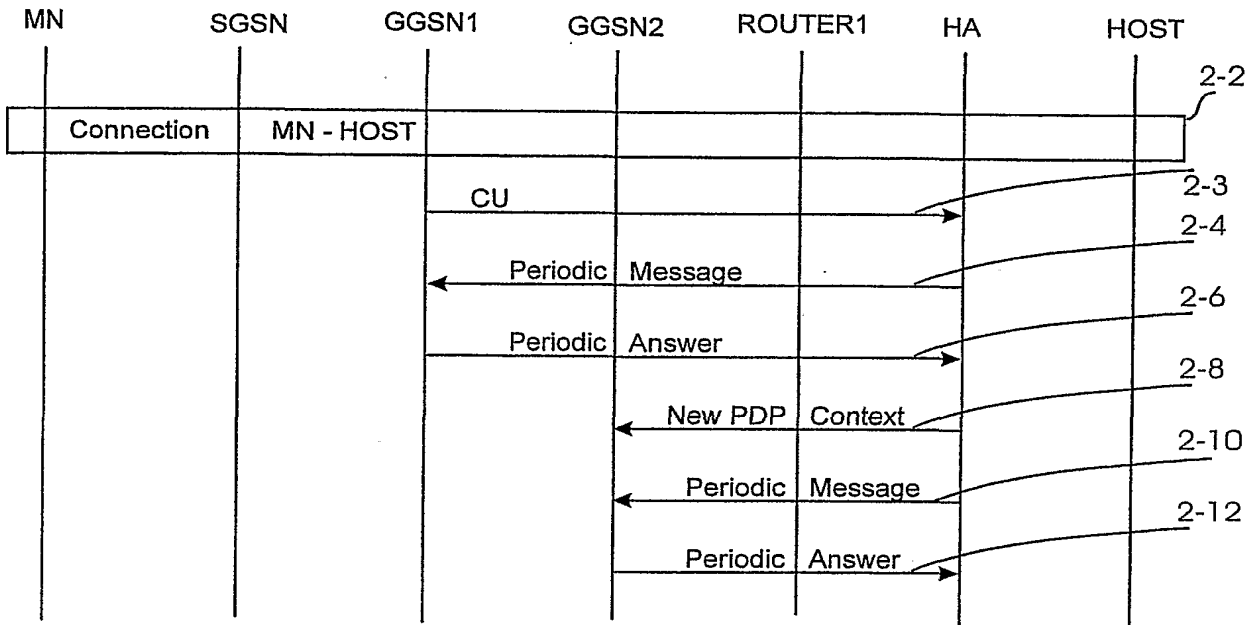 MN SGSN GGSN1 GGSN2 ROUTER1 HA HOST
2-2
Connection MN - HOST
2-3
CU
2-4
Periodic Message
2-6
Periodic Answer
2-8
New PDP Context
2-10
Periodic Message
2-12
Periodic Answer